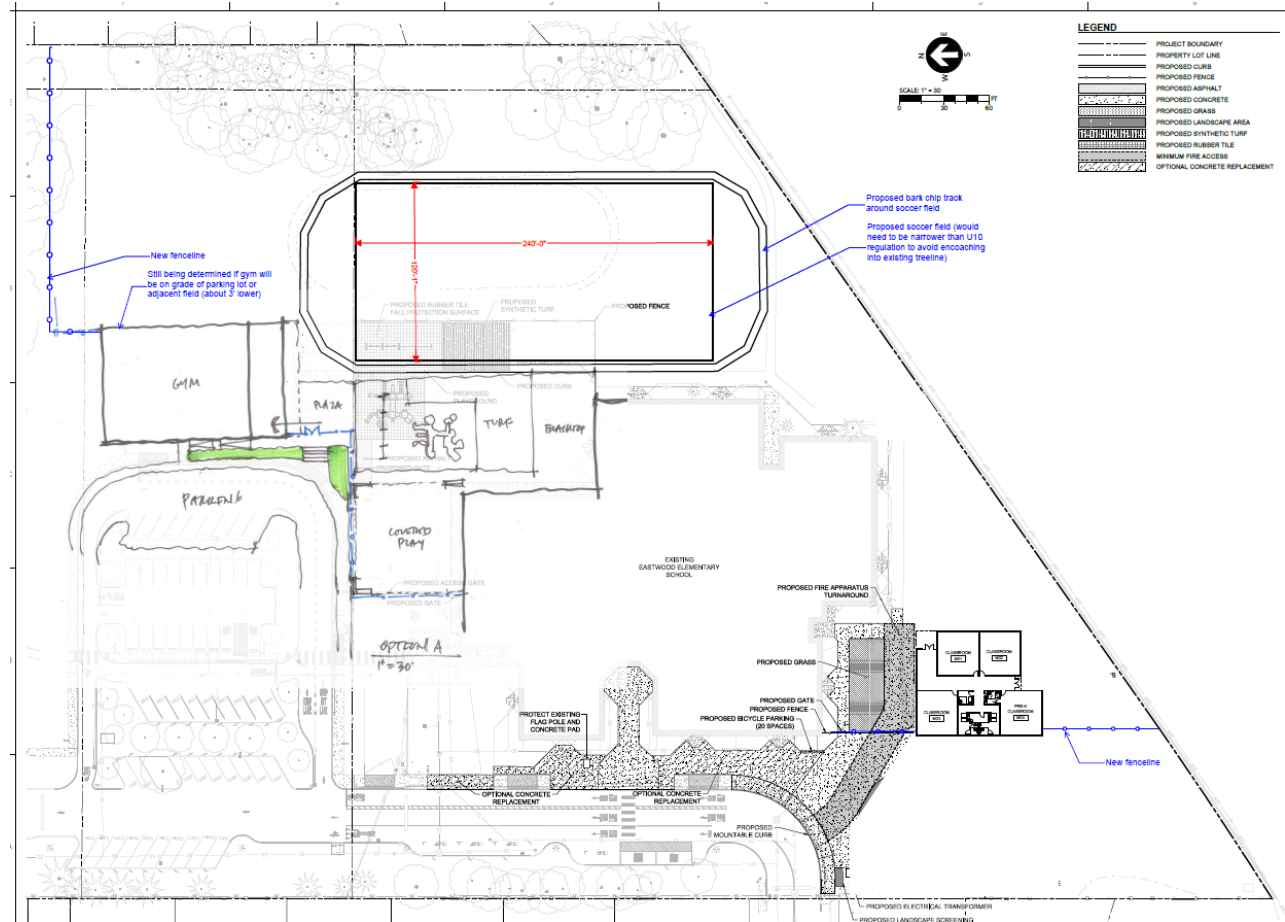 LEGEND
PROJECT BOUNDARY
PROPERTY LOT LINE
PROPOSED CURB
PROPOSED FENCE
PROPOSED ASPHALT
PROPOSED CONCRETE
PROPOSED GRASS
PROPOSED LANDSCAPE AREA
PROPOSED SYNTHETIC TURF
PROPOSED RUBBER TILE
MINIMUM FIRE ACCESS
OPTIONAL CONCRETE REPLACEMENT
E
N
S
W
SCALE: 1" = 30
0 30 60 FT
Proposed bark chip track
around soccer field
Proposed soccer field (would
need to be narrower than U10
regulation to avoid encoaching
into existing treeline)
240'-0"
120'-1"
New fenceline
Still being determined if gym will
be on grade of parking lot or
adjacent field (about 3' lower)
PROPOSED RUBBER TILE
FALL PROTECTION SURFACE
PROPOSED
SYNTHETIC TURF
PROPOSED FENCE
GYM
PLAZA
PROPOSED CURB
PROPOSED
PLAYGROUND
TURF
BLACKTOP
PROPOSED GATE
PARKING
COVERED
PLAY
EXISTING
EASTWOOD ELEMENTARY
SCHOOL
PROPOSED ACCESS GATE
PROPOSED GATE
OPTION A
1" = 30'
PROPOSED FIRE APPARATUS
TURNAROUND
CLASSROOM
CLASSROOM
CLASSROOM
PRE-K
CLASSROOM
PROPOSED GRASS
PROPOSED GATE
PROPOSED FENCE
PROPOSED BICYCLE PARKING
(20 SPACES)
PROTECT EXISTING
FLAG POLE AND
CONCRETE PAD
New fenceline
OPTIONAL CONCRETE
REPLACEMENT
OPTIONAL CONCRETE
REPLACEMENT
PROPOSED
MOUNTABLE CURB
PROPOSED ELECTRICAL TRANSFORMER
PROPOSED LANDSCAPE SCREENING